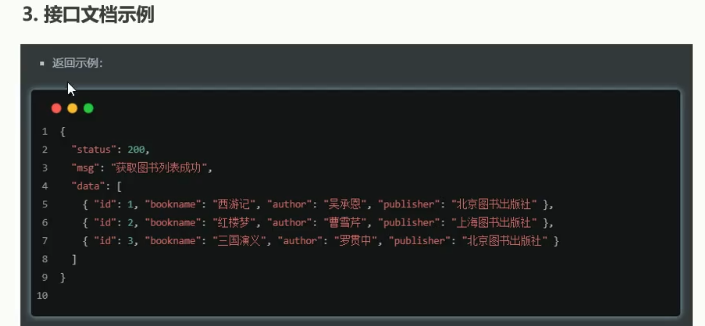 3. 接口文档示例
▪ 返回示例：
1 {
2 "status": 200,
3 "msg": "获取图书列表成功",
4 "data": [
5 { "id": 1, "bookname": "西游记", "author": "吴承恩", "publisher": "北京图书出版社" },
6 { "id": 2, "bookname": "红楼梦", "author": "曹雪芹", "publisher": "上海图书出版社" },
7 { "id": 3, "bookname": "三国演义", "author": "罗贯中", "publisher": "北京图书出版社" }
8 ]
9 }
10